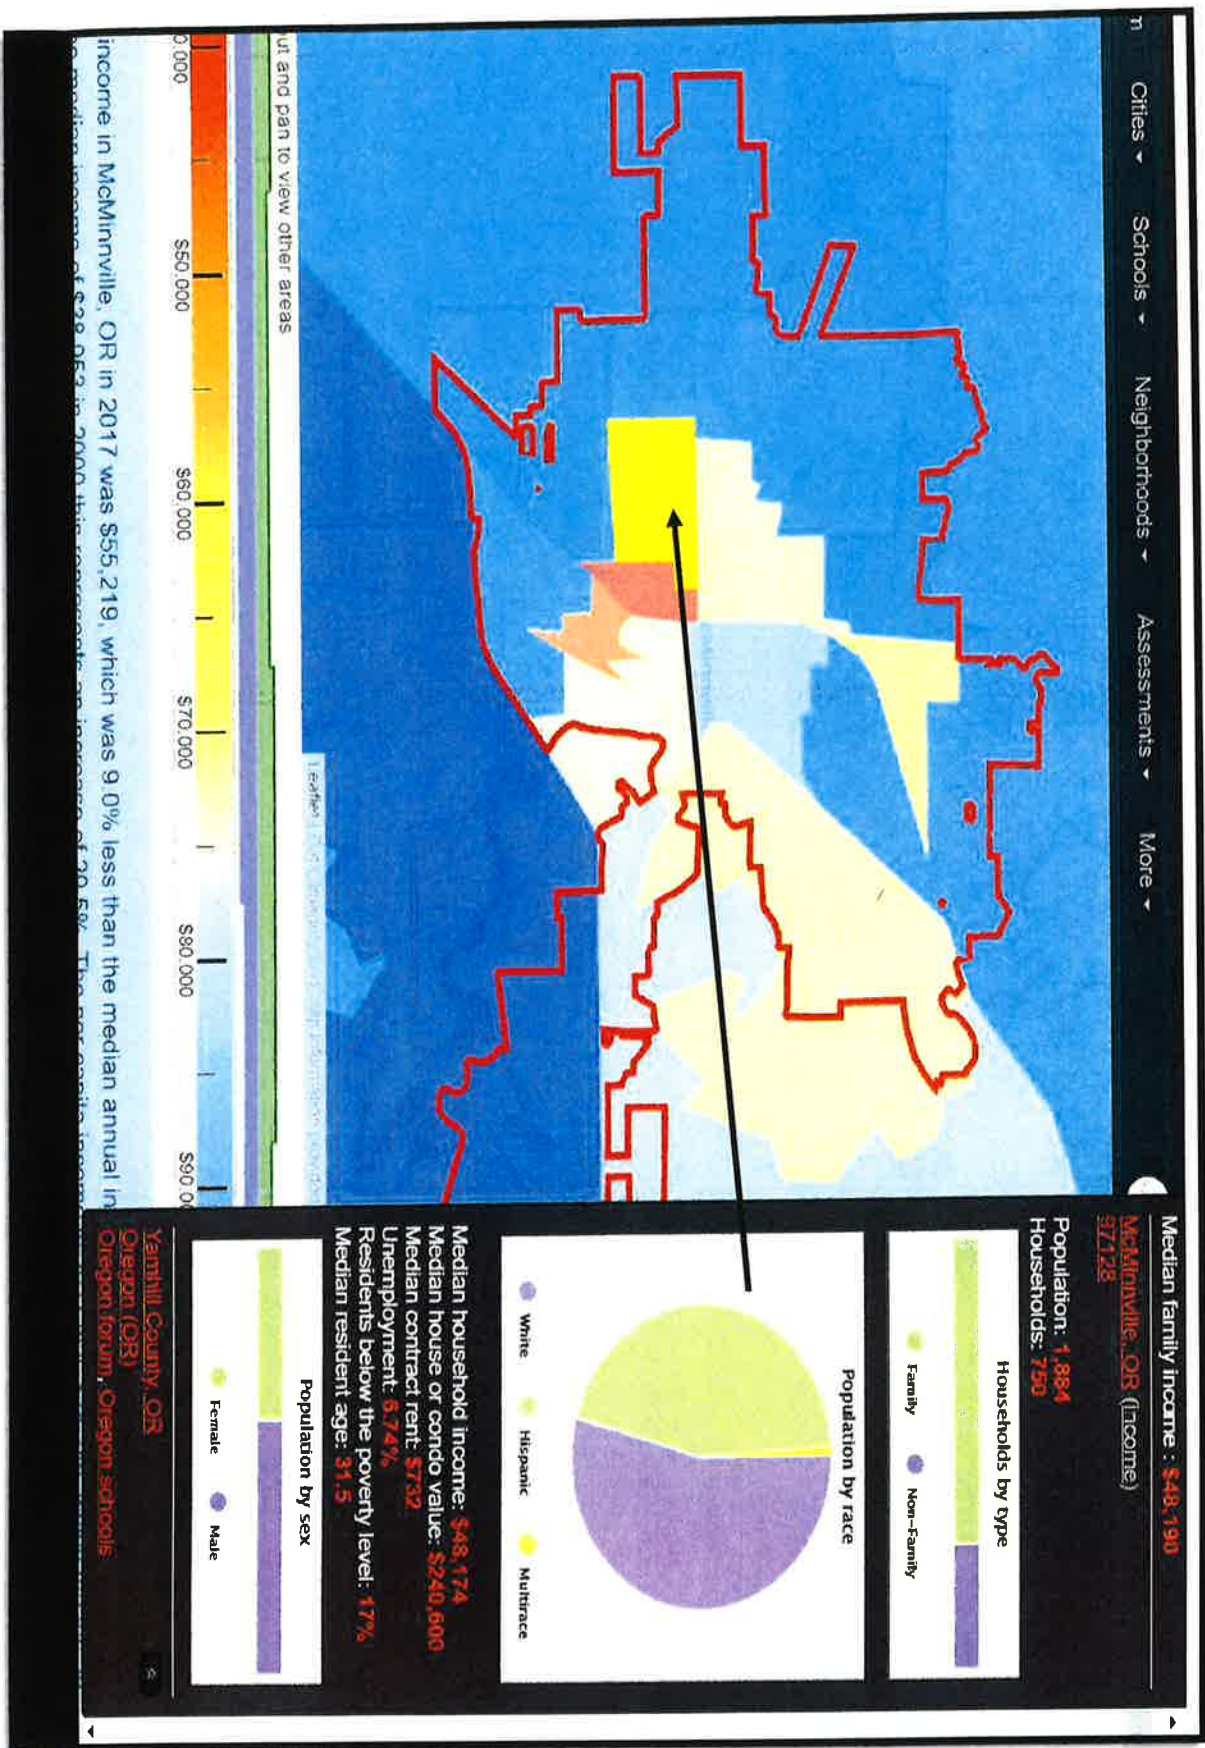 m Cities Schools Neighborhoods Assessments More
ut and pan to view other areas
0,000 $50,000 $60,000 $70,000 $80,000 $90,0
income in McMinnville, OR in 2017 was $55,219, which was 9.0% less than the median annual in
Median family income : $48,190
McMinnville, OR (Income)
97128
Population: 1,884
Households: 750
Households by type
Family Non-Family
Population by race
White Hispanic Multirace
Median household income: $48,174
Median house or condo value: $240,600
Median contract rent: $732
Unemployment: 6.74%
Residents below the poverty level: 17%
Median resident age: 31.5
Population by sex
Female Male
Yamhill County, OR
Oregon (OR)
Oregon forum, Oregon schools